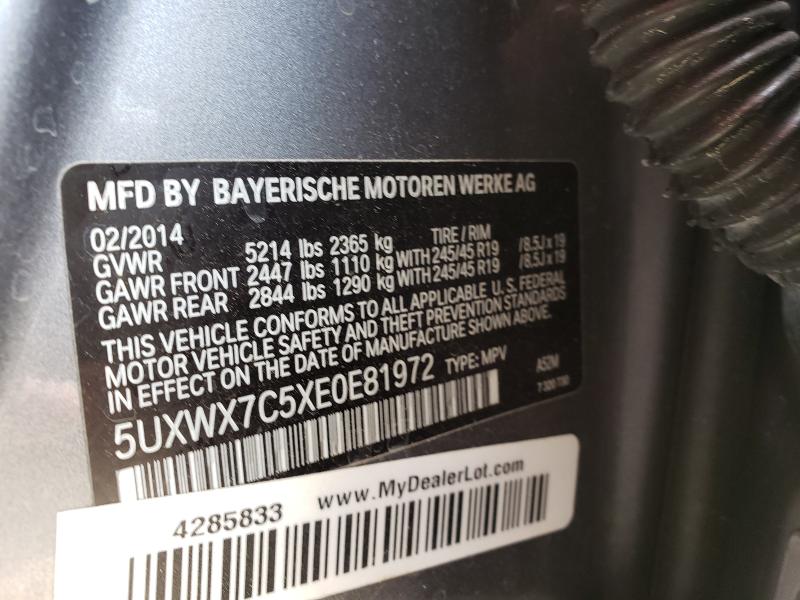 MFD BY BAYERISCHE MOTOREN WERKE AG
02/2014 TIRE / RIM
GVWR 5214 lbs 2365 kg
GAWR FRONT 2447 lbs 1110 kg WITH 245/45 R19 /8.5J x 19
GAWR REAR 2844 lbs 1290 kg WITH 245/45 R19 /8.5J x 19
THIS VEHICLE CONFORMS TO ALL APPLICABLE U. S. FEDERAL
MOTOR VEHICLE SAFETY AND THEFT PREVENTION STANDARDS
IN EFFECT ON THE DATE OF MANUFACTURE SHOWN ABOVE.
5UXWX7C5XE0E81972 TYPE: MPV A52M
www.MyDealerLot.com
4285833